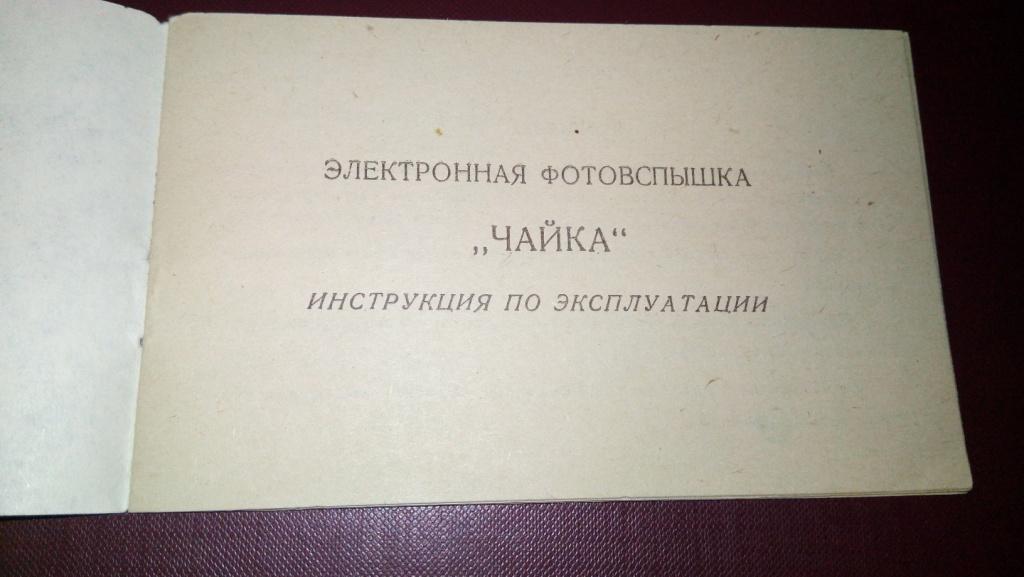 ЭЛЕКТРОННАЯ ФОТОВСПЫШКА
„ЧАЙКА“
ИНСТРУКЦИЯ ПО ЭКСПЛУАТАЦИИ